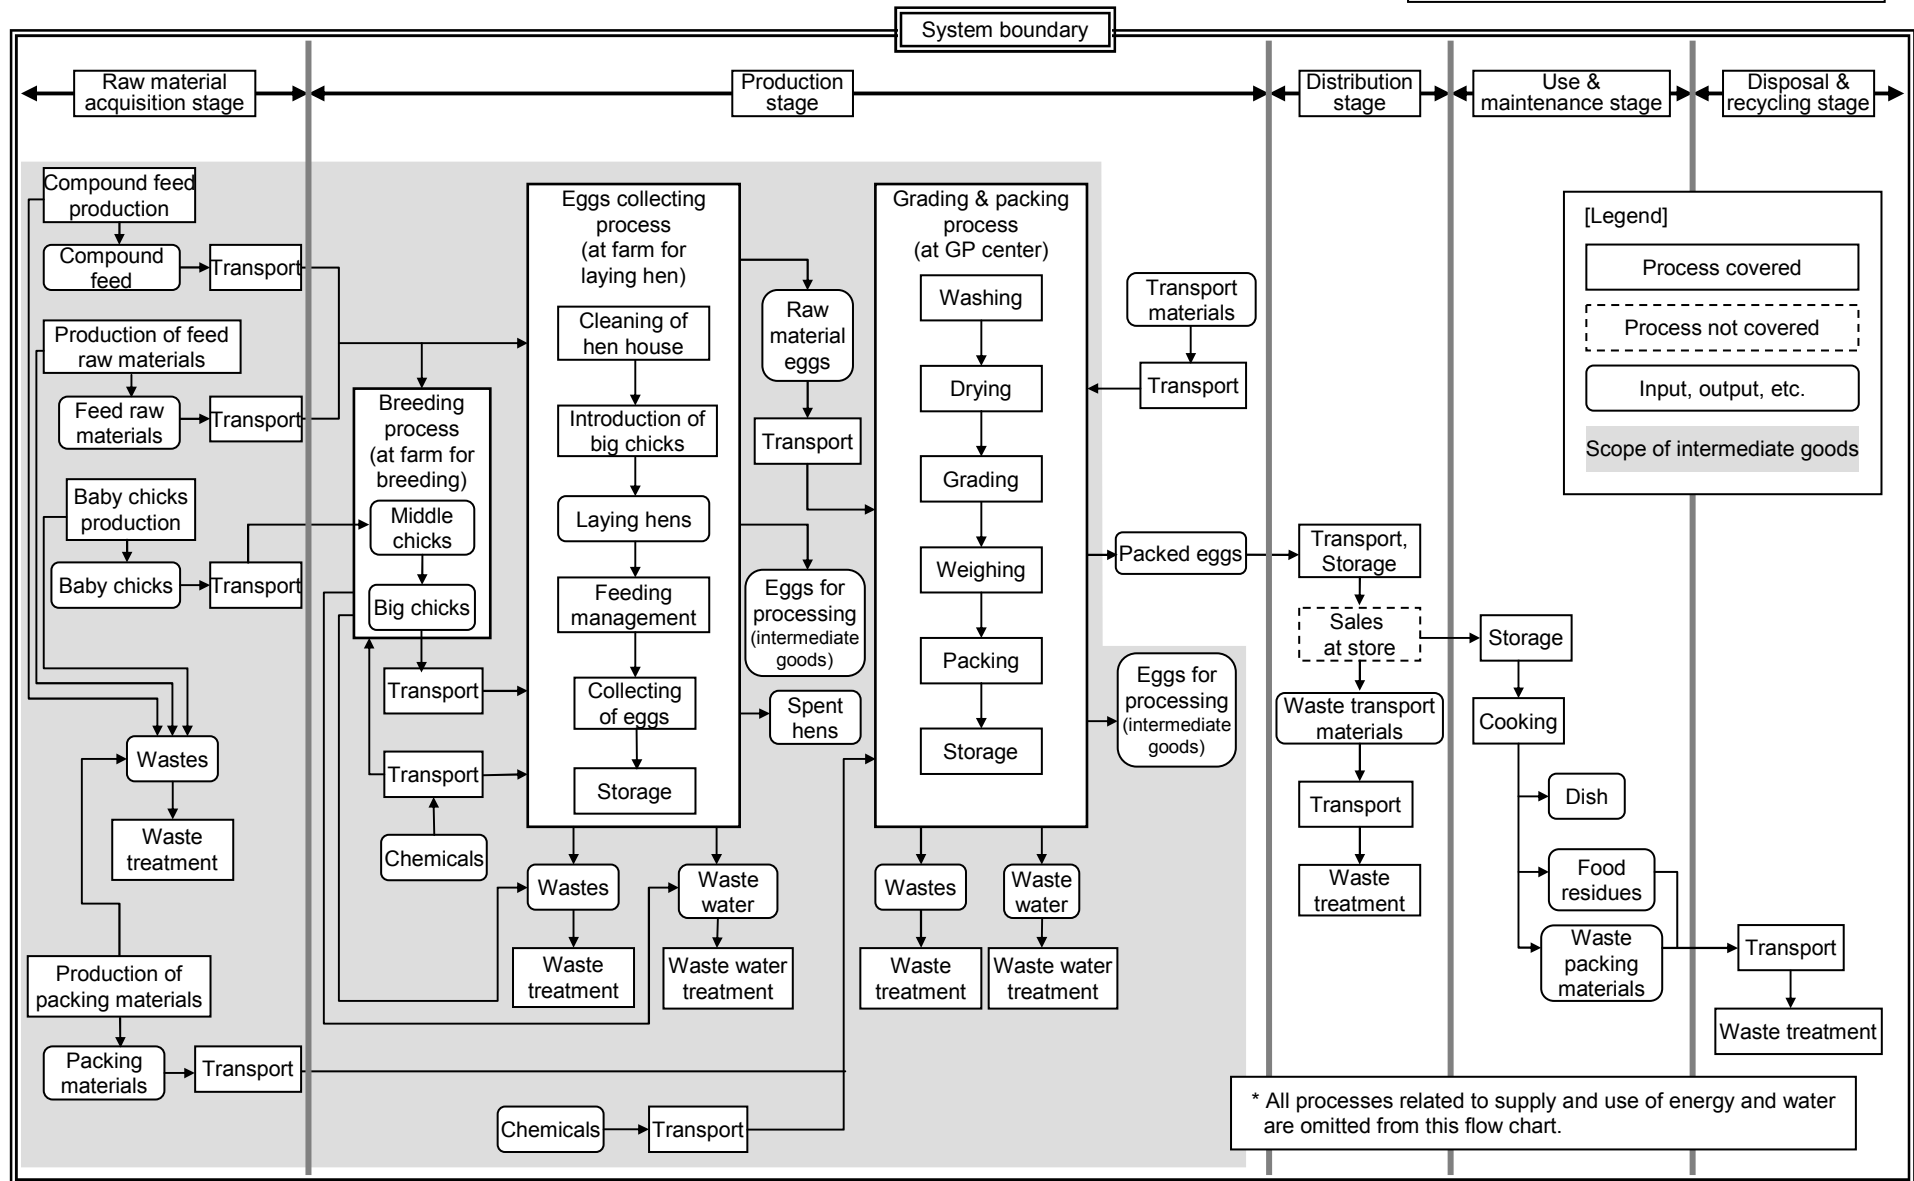 System boundary
Raw material
acquisition stage
Production
stage
Distribution
stage
Use &
maintenance stage
Disposal &
recycling stage
Compound feed
production
Compound
feed
Transport
Production of feed
raw materials
Feed raw
materials
Transport
Baby chicks
production
Baby chicks
Transport
Wastes
Waste
treatment
Production of
packing materials
Packing
materials
Transport
Breeding
process
(at farm for
breeding)
Middle
chicks
Big chicks
Transport
Transport
Chemicals
Eggs collecting
process
(at farm for
laying hen)
Cleaning of
hen house
Introduction of
big chicks
Laying hens
Feeding
management
Collecting
of eggs
Storage
Wastes
Waste
treatment
Waste
water
Waste water
treatment
Chemicals
Transport
Raw
material
eggs
Transport
Eggs for
processing
(intermediate
goods)
Spent
hens
Grading & packing
process
(at GP center)
Washing
Drying
Grading
Weighing
Packing
Storage
Wastes
Waste
treatment
Waste
water
Waste water
treatment
Transport
materials
Transport
Packed eggs
Eggs for
processing
(intermediate
goods)
Transport,
Storage
Sales
at store
Waste transport
materials
Transport
Waste
treatment
Storage
Cooking
Dish
Food
residues
Waste
packing
materials
Transport
Waste treatment
[Legend]
Process covered
Process not covered
Input, output, etc.
Scope of intermediate goods
* All processes related to supply and use of energy and water
are omitted from this flow chart.